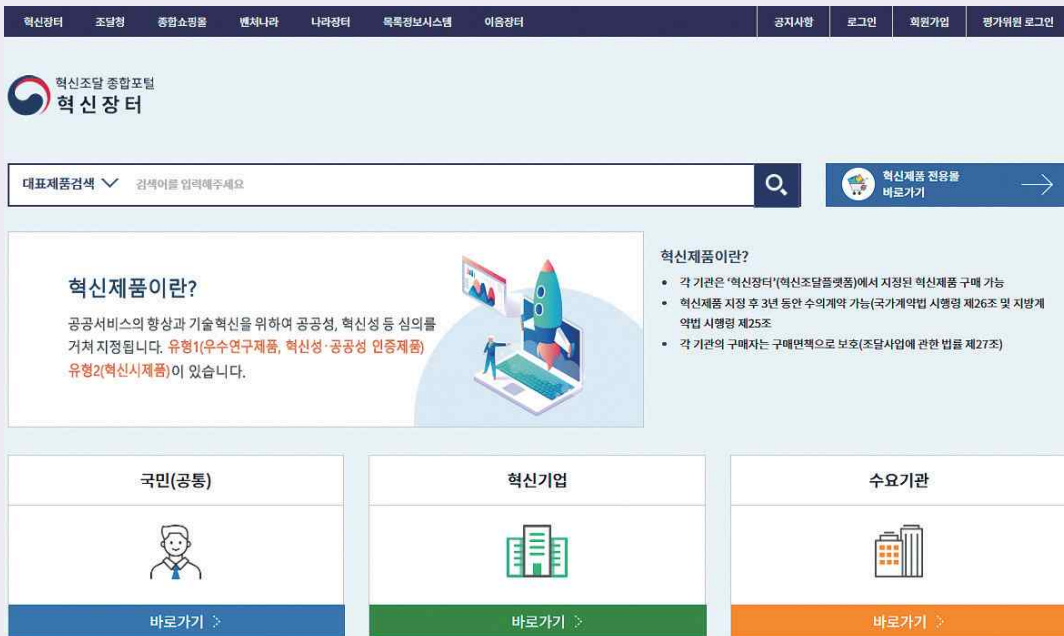 혁신장터 조달청 종합쇼핑몰 벤처나라 나라장터 목록정보시스템 이음장터 공지사항 로그인 회원가입 평가위원 로그인
혁신조달 종합포털
혁신장터
대표제품검색 검색어를 입력해주세요
혁신제품 전용몰
바로가기
혁신제품이란?
공공서비스의 향상과 기술혁신을 위하여 공공성, 혁신성 등 심의를
거쳐 지정됩니다. 유형1(우수연구제품, 혁신성·공공성 인증제품)
유형2(혁신시제품)이 있습니다.
혁신제품이란?
• 각 기관은 '혁신장터'(혁신조달플랫폼)에서 지정된 혁신제품 구매 가능
• 혁신제품 지정 후 3년 동안 수의계약 가능(국가계약법 시행령 제26조 및 지방계
약법 시행령 제25조
• 각 기관의 구매자는 구매면책으로 보호(조달사업에 관한 법률 제27조)
국민(공통)
바로가기
혁신기업
바로가기
수요기관
바로가기